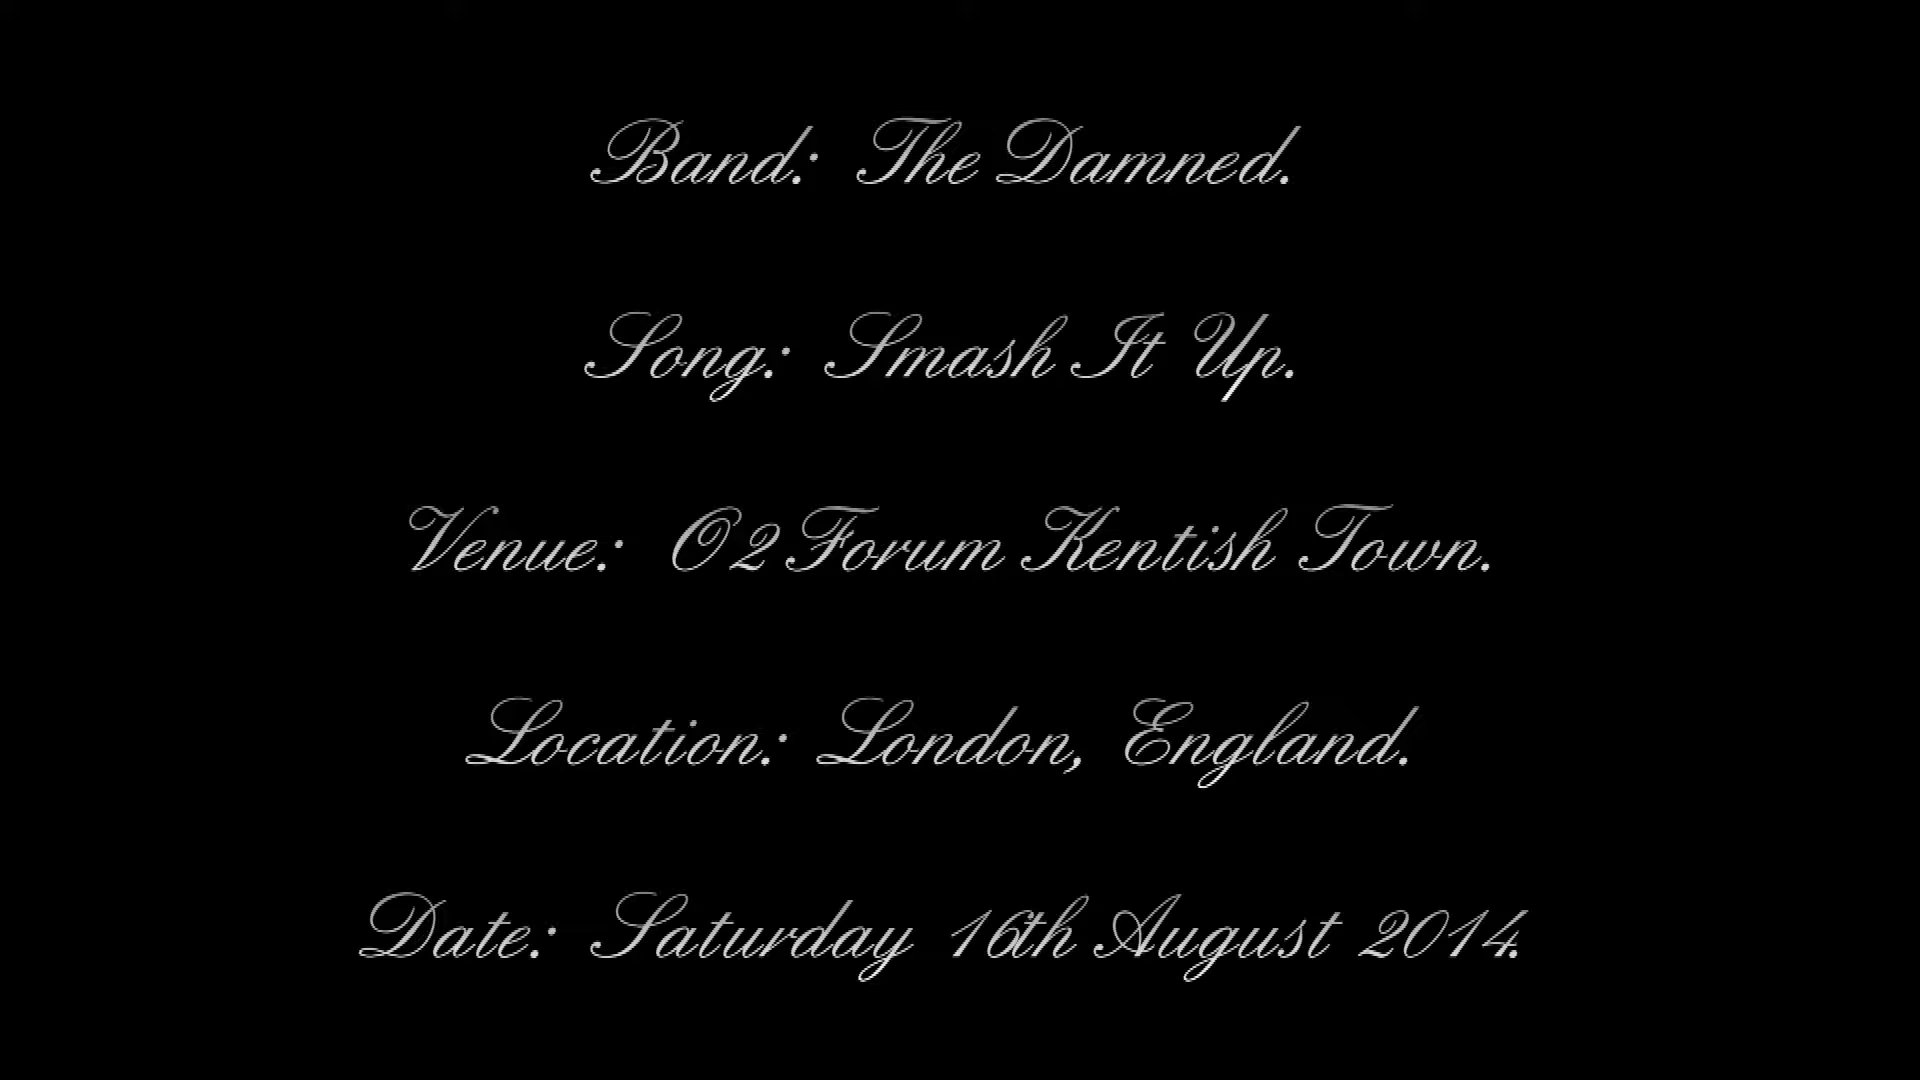 Band: The Damned.
Song: Smash It Up.
Venue: O2 Forum Kentish Town.
Location: London, England.
Date: Saturday 16th August 2014.